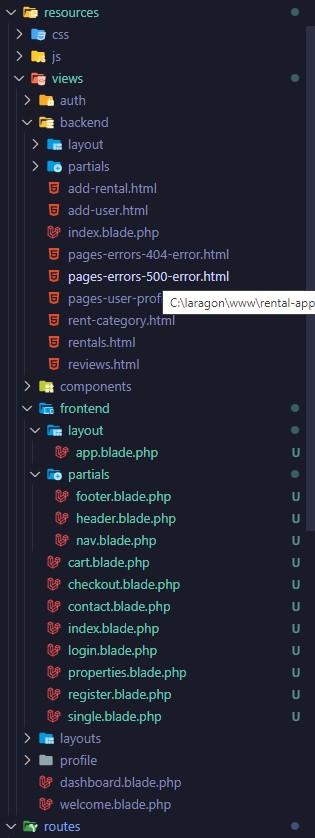 resources
css
js
views
auth
backend
layout
partials
add-rental.html
add-user.html
index.blade.php
pages-errors-404-error.html
pages-errors-500-error.html
pages-user-prof
C:\laragon\www\rental-app
rent-category.html
rentals.html
reviews.html
components
frontend
layout
app.blade.php U
partials
footer.blade.php U
header.blade.php U
nav.blade.php U
cart.blade.php U
checkout.blade.php U
contact.blade.php U
index.blade.php U
login.blade.php U
properties.blade.php U
register.blade.php U
single.blade.php U
layouts
profile
dashboard.blade.php
welcome.blade.php
routes